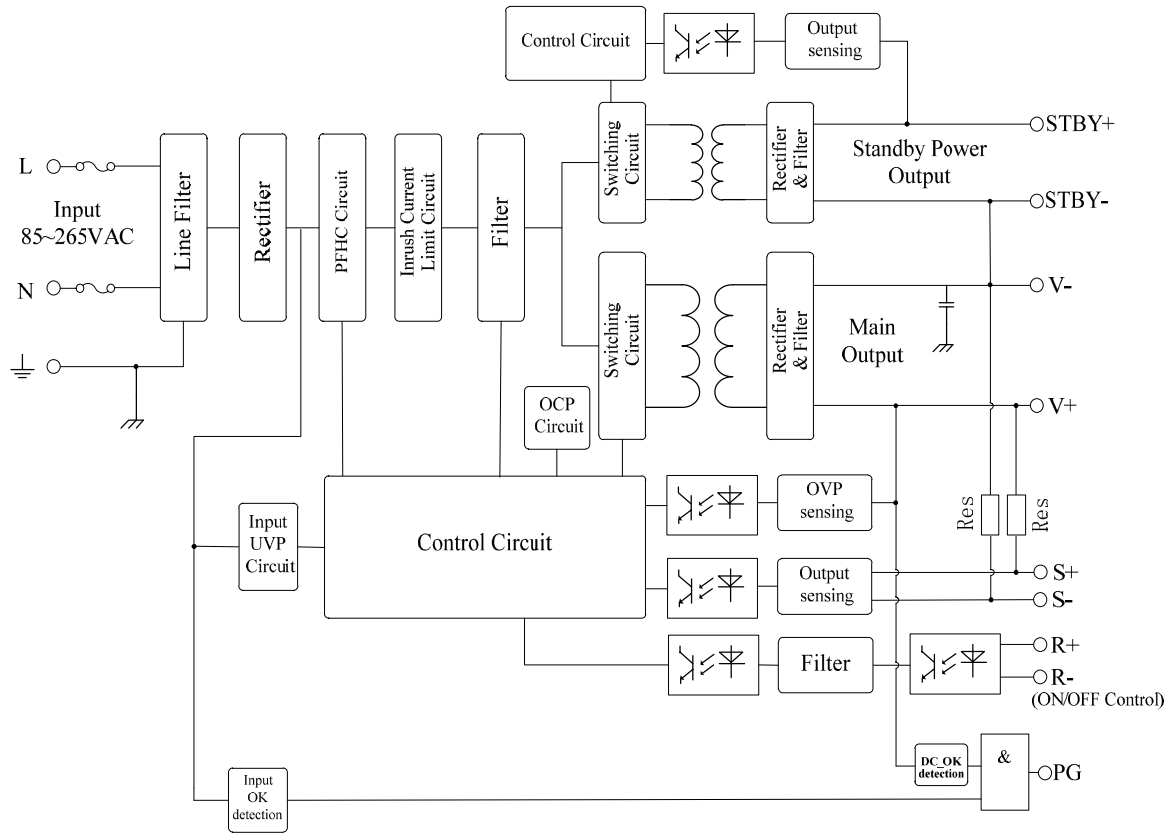 Control Circuit
Output
sensing
Switching
Circuit
Rectifier
& Filter
STBY+
Standby Power
Output
STBY-
L
Input
85~265VAC
N
Line Filter
Rectifier
PFHC Circuit
Inrush Current
Limit Circuit
Filter
Switching
Circuit
Rectifier
& Filter
V-
Main
Output
V+
OCP
Circuit
Input
UVP
Circuit
Control Circuit
OVP
sensing
Res
Res
Output
sensing
S+
S-
Filter
R+
R-
(ON/OFF Control)
DC_OK
detection
&
PG
Input
OK
detection